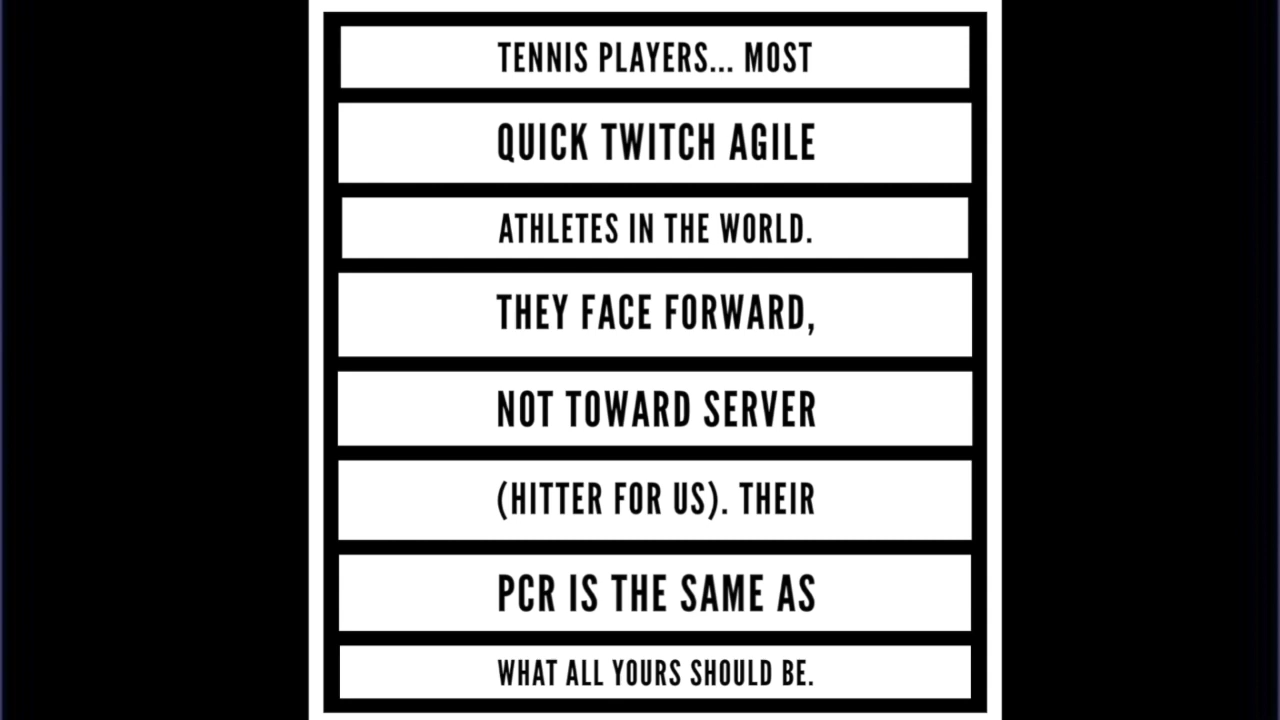 TENNIS PLAYERS... MOST
QUICK TWITCH AGILE
ATHLETES IN THE WORLD.
THEY FACE FORWARD,
NOT TOWARD SERVER
(HITTER FOR US). THEIR
PCR IS THE SAME AS
WHAT ALL YOURS SHOULD BE.